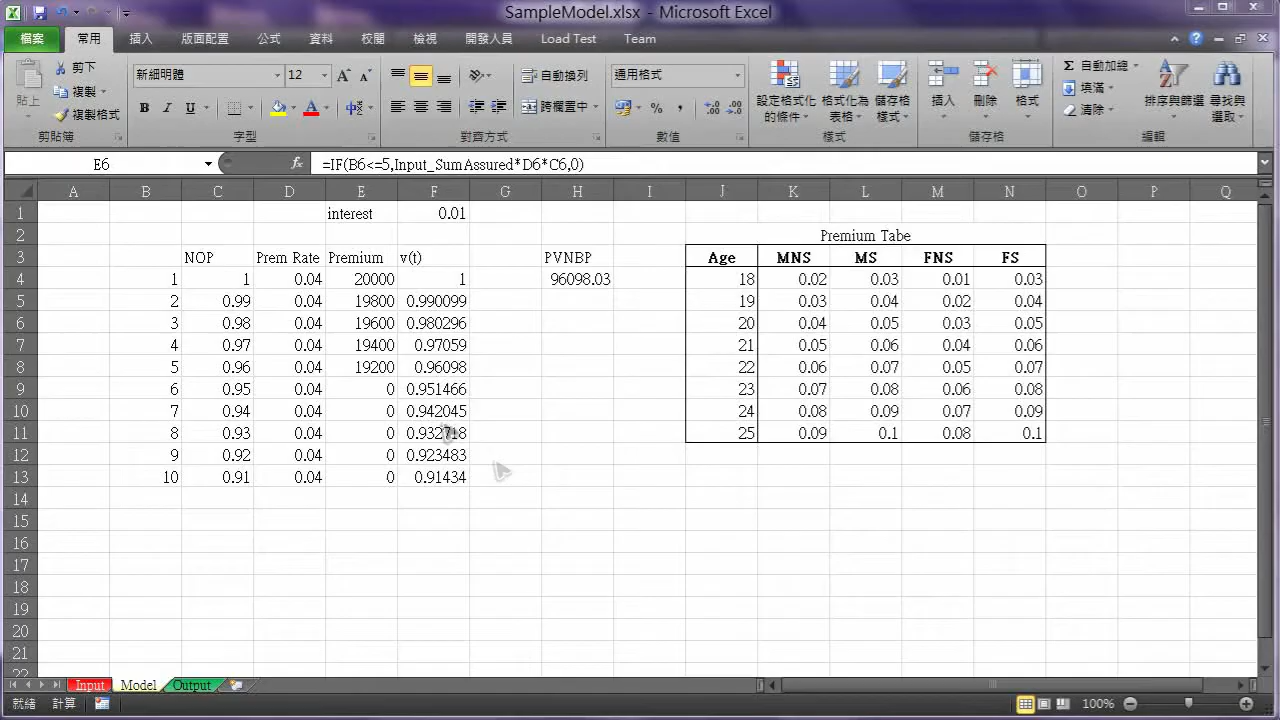 SampleModel.xlsx - Microsoft Excel
檔案 常用 插入 版面配置 公式 資料 校閱 檢視 開發人員 Load Test Team
剪下
複製
複製格式
貼上
剪貼簿
新細明體 12
字型
自動換列
跨欄置中
對齊方式
通用格式
數值
設定格式化的條件
格式化為表格
儲存格樣式
樣式
插入 刪除 格式
儲存格
自動加總
填滿
清除
排序與篩選
尋找與選取
編輯
E6 fx =IF(B6<=5,Input_SumAssured*D6*C6,0)
A B C D E F G H I J K L M N O P Q
1 interest 0.01
2 Premium Tabe
3 NOP Prem Rate Premium v(t) PVNBP Age MNS MS FNS FS
4 1 1 0.04 20000 1 96098.03 18 0.02 0.03 0.01 0.03
5 2 0.99 0.04 19800 0.990099 19 0.03 0.04 0.02 0.04
6 3 0.98 0.04 19600 0.980296 20 0.04 0.05 0.03 0.05
7 4 0.97 0.04 19400 0.97059 21 0.05 0.06 0.04 0.06
8 5 0.96 0.04 19200 0.96098 22 0.06 0.07 0.05 0.07
9 6 0.95 0.04 0 0.951466 23 0.07 0.08 0.06 0.08
10 7 0.94 0.04 0 0.942045 24 0.08 0.09 0.07 0.09
11 8 0.93 0.04 0 0.932718 25 0.09 0.1 0.08 0.1
12 9 0.92 0.04 0 0.923483
13 10 0.91 0.04 0 0.91434
14
15
16
17
18
19
20
21
22
Input Model Output
就緒 計算 100%